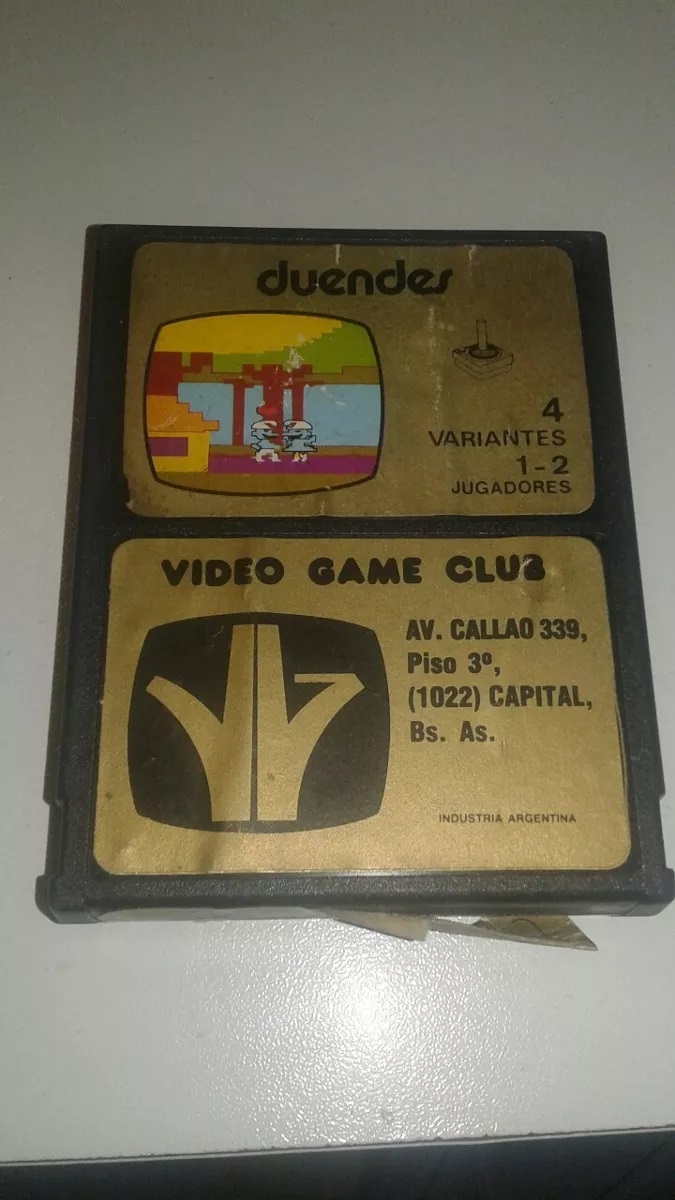 duendes
4
VARIANTES
1-2
JUGADORES
VIDEO GAME CLUB
AV. CALLAO 339,
Piso 3º,
(1022) CAPITAL,
Bs. As.
INDUSTRIA ARGENTINA